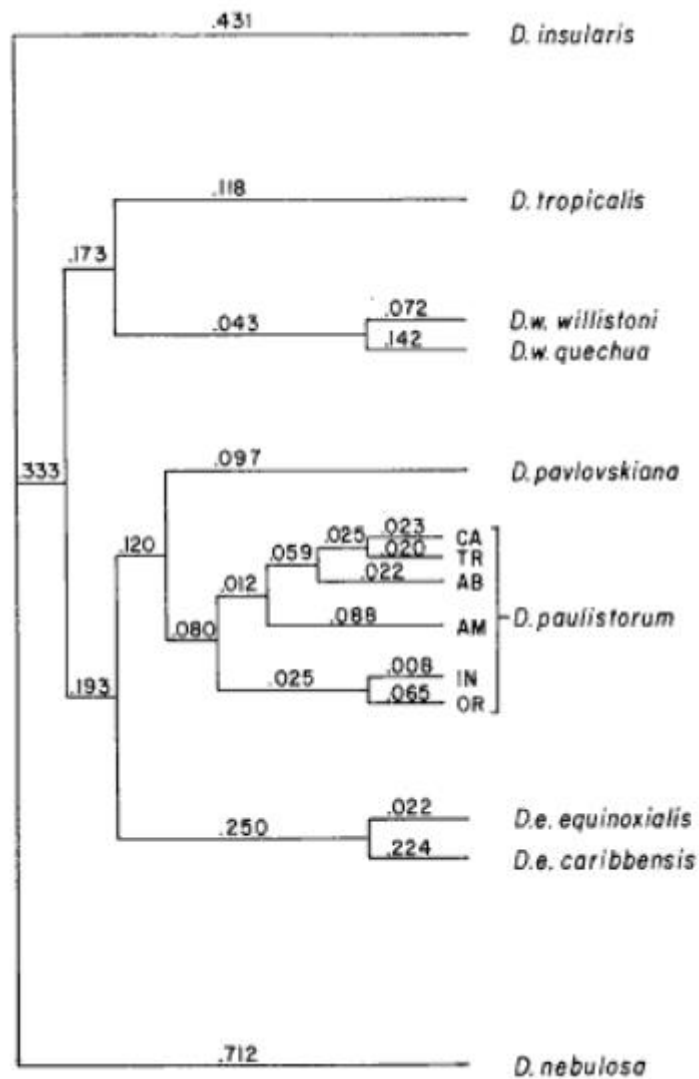 .431 D. insularis
.118 D. tropicalis
.173
.072 D.w. willistoni
.043
.142 D.w. quechua
.097 D. pavlovskiana
.333
.023 CA
.025
.120 .059 .020 TR
.022 AB
.012
.088 AM D. paulistorum
.080
.008 IN
.025
.193 .065 OR
.022 D.e. equinoxialis
.250
.224 D.e. caribbensis
.712 D. nebulosa